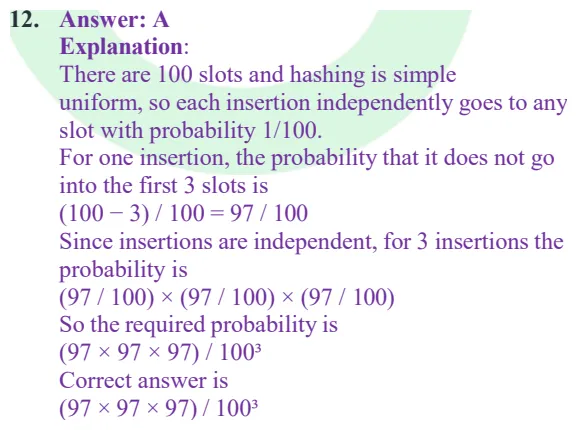 12. Answer: A
Explanation:
There are 100 slots and hashing is simple
uniform, so each insertion independently goes to any
slot with probability 1/100.
For one insertion, the probability that it does not go
into the first 3 slots is
(100 − 3) / 100 = 97 / 100
Since insertions are independent, for 3 insertions the
probability is
(97 / 100) × (97 / 100) × (97 / 100)
So the required probability is
(97 × 97 × 97) / 100³
Correct answer is
(97 × 97 × 97) / 100³